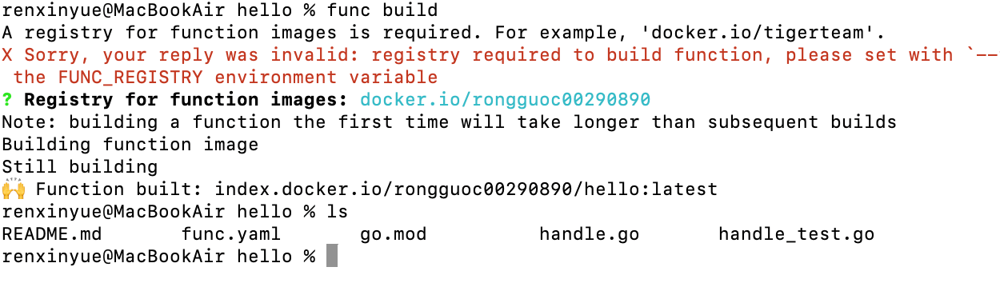 renxinyue@MacBookAir hello % func build
A registry for function images is required. For example, 'docker.io/tigerteam'.
X Sorry, your reply was invalid: registry required to build function, please set with `--
the FUNC_REGISTRY environment variable
? Registry for function images: docker.io/rongguoc00290890
Note: building a function the first time will take longer than subsequent builds
Building function image
Still building
🙌 Function built: index.docker.io/rongguoc00290890/hello:latest
renxinyue@MacBookAir hello % ls
README.md func.yaml go.mod handle.go handle_test.go
renxinyue@MacBookAir hello %